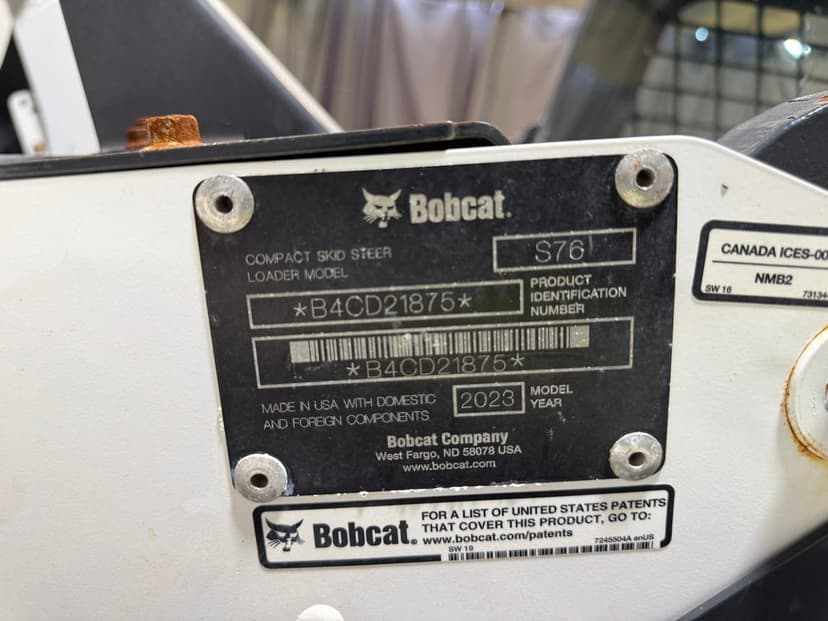 Bobcat.
COMPACT SKID STEER
LOADER MODEL
S76
*B4CD21875*
PRODUCT
IDENTIFICATION
NUMBER
*B4CD21875*
MADE IN USA WITH DOMESTIC
AND FOREIGN COMPONENTS
2023
MODEL
YEAR
Bobcat Company
West Fargo, ND 58078 USA
www.bobcat.com
CANADA ICES-00
NMB2
SW 16
73134
Bobcat.
FOR A LIST OF UNITED STATES PATENTS
THAT COVER THIS PRODUCT, GO TO:
www.bobcat.com/patents
7245504A enUS
SW 19